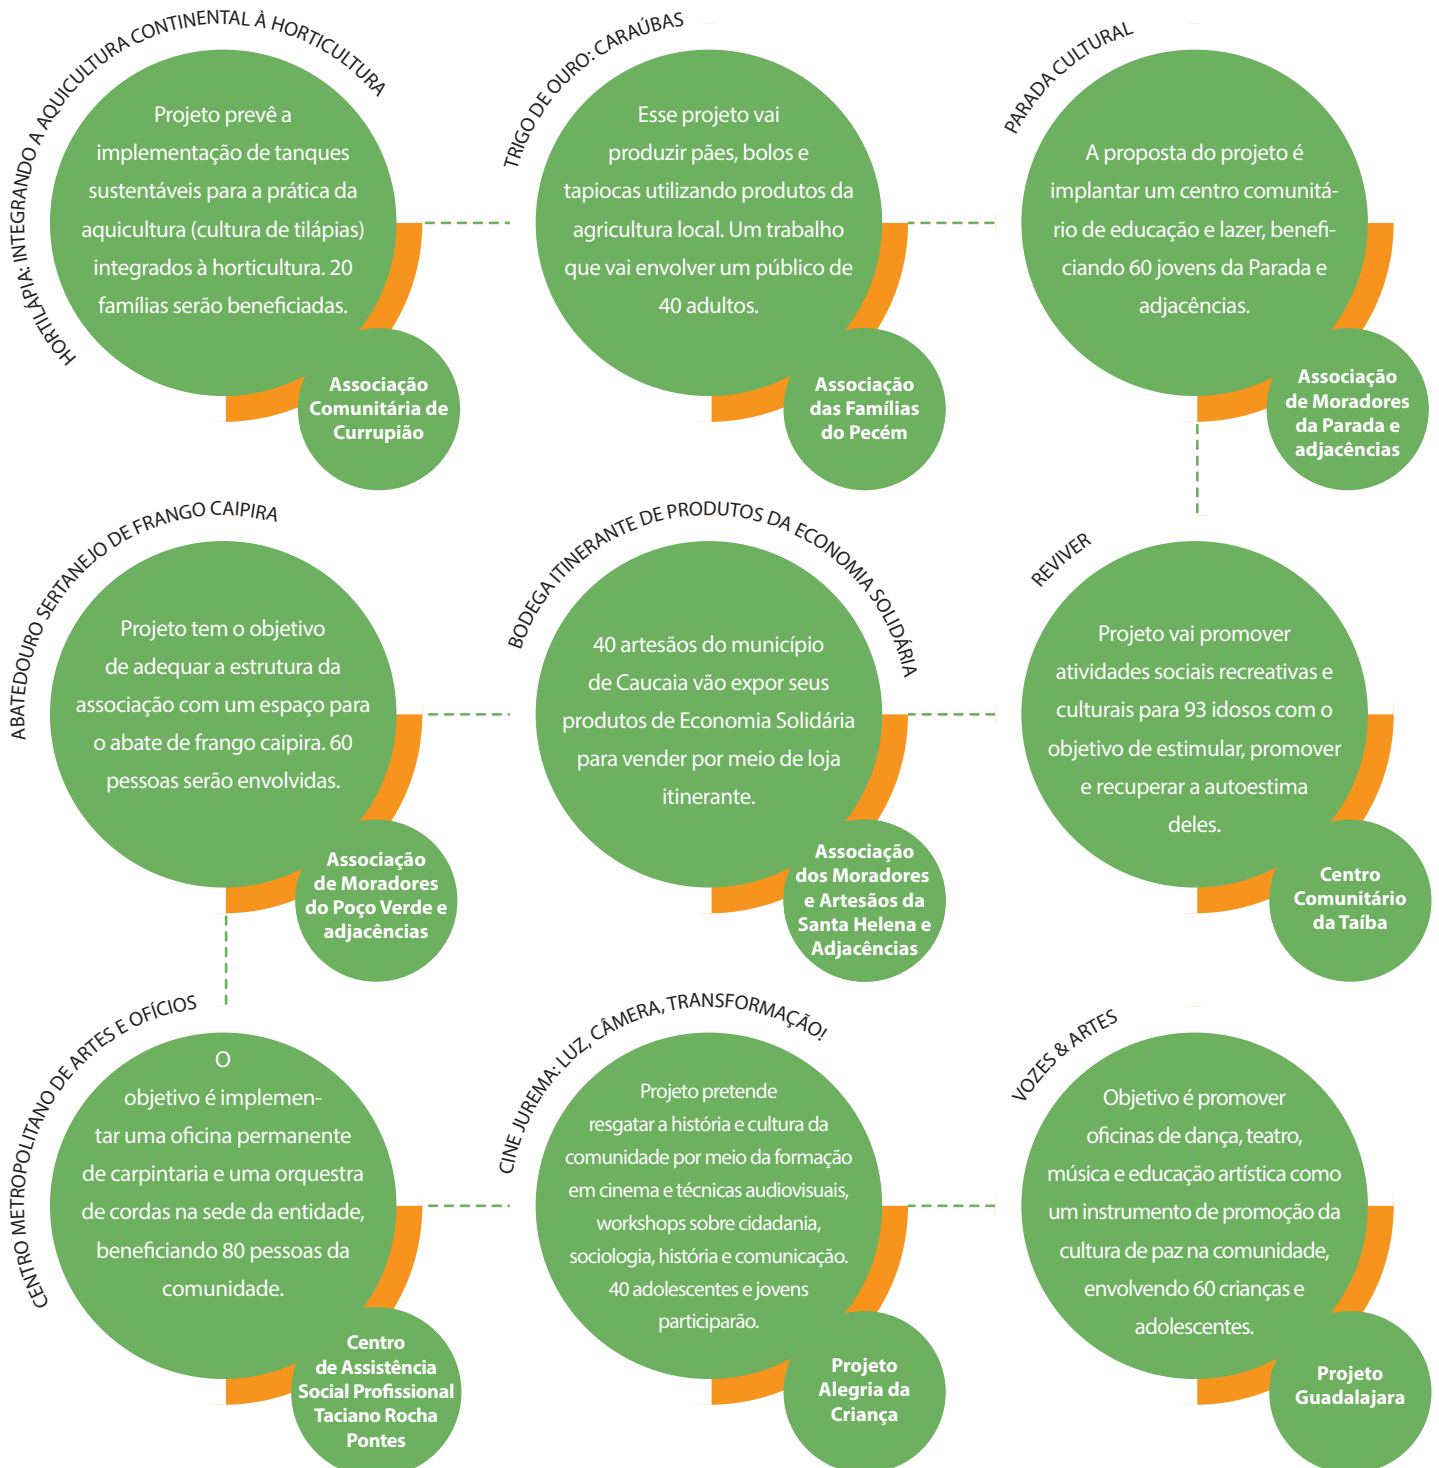 HORTILÁPIA: INTEGRANDO A AQUICULTURA CONTINENTAL À HORTICULTURA
Projeto prevê a
implementação de tanques
sustentáveis para a prática da
aquicultura (cultura de tilápias)
integrados à horticultura. 20
famílias serão beneficiadas.
Associação
Comunitária de
Currupião
TRIGO DE OURO: CARAÚBAS
Esse projeto vai
produzir pães, bolos e
tapiocas utilizando produtos da
agricultura local. Um trabalho
que vai envolver um público de
40 adultos.
Associação
das Famílias
do Pecém
PARADA CULTURAL
A proposta do projeto é
implantar um centro comunitá-
rio de educação e lazer, benefi-
ciando 60 jovens da Parada e
adjacências.
Associação
de Moradores
da Parada e
adjacências
ABATEDOURO SERTANEJO DE FRANGO CAIPIRA
Projeto tem o objetivo
de adequar a estrutura da
associação com um espaço para
o abate de frango caipira. 60
pessoas serão envolvidas.
Associação
de Moradores
do Poço Verde e
adjacências
BODEGA ITINERANTE DE PRODUTOS DA ECONOMIA SOLIDÁRIA
40 artesãos do município
de Caucaia vão expor seus
produtos de Economia Solidária
para vender por meio de loja
itinerante.
Associação
dos Moradores
e Artesãos da
Santa Helena e
Adjacências
REVIVER
Projeto vai promover
atividades sociais recreativas e
culturais para 93 idosos com o
objetivo de estimular, promover
e recuperar a autoestima
deles.
Centro
Comunitário
da Taíba
CENTRO METROPOLITANO DE ARTES E OFÍCIOS
O
objetivo é implemen-
tar uma oficina permanente
de carpintaria e uma orquestra
de cordas na sede da entidade,
beneficiando 80 pessoas da
comunidade.
Centro
de Assistência
Social Profissional
Taciano Rocha
Pontes
CINE JUREMA: LUZ, CÂMERA, TRANSFORMAÇÃO!
Projeto pretende
resgatar a história e cultura da
comunidade por meio da formação
em cinema e técnicas audiovisuais,
workshops sobre cidadania,
sociologia, história e comunicação.
40 adolescentes e jovens
participarão.
Projeto
Alegria da
Criança
VOZES & ARTES
Objetivo é promover
oficinas de dança, teatro,
música e educação artística como
um instrumento de promoção da
cultura de paz na comunidade,
envolvendo 60 crianças e
adolescentes.
Projeto
Guadalajara